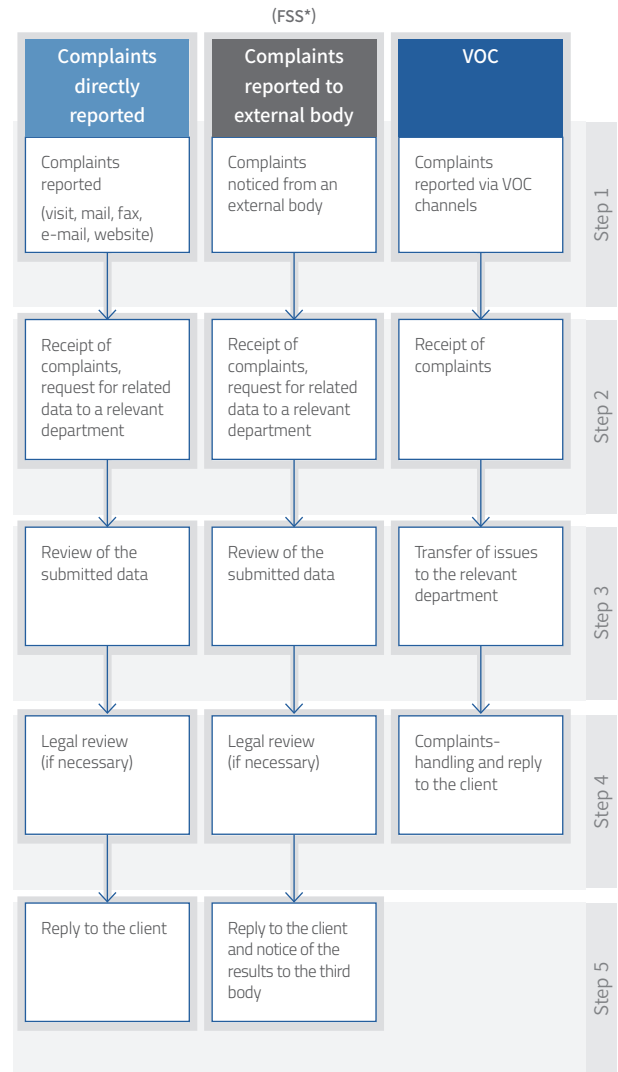 (FSS*)
Complaints
directly
reported
Complaints
reported to
external body
VOC
Complaints
reported
(visit, mail, fax,
e-mail, website)
Complaints
noticed from an
external body
Complaints
reported via VOC
channels
Step 1
Receipt of
complaints,
request for related
data to a relevant
department
Receipt of
complaints,
request for related
data to a relevant
department
Receipt of
complaints
Step 2
Review of the
submitted data
Review of the
submitted data
Transfer of issues
to the relevant
department
Step 3
Legal review
(if necessary)
Legal review
(if necessary)
Complaints-
handling and reply
to the client
Step 4
Reply to the client
Reply to the client
and notice of the
results to the third
body
Step 5